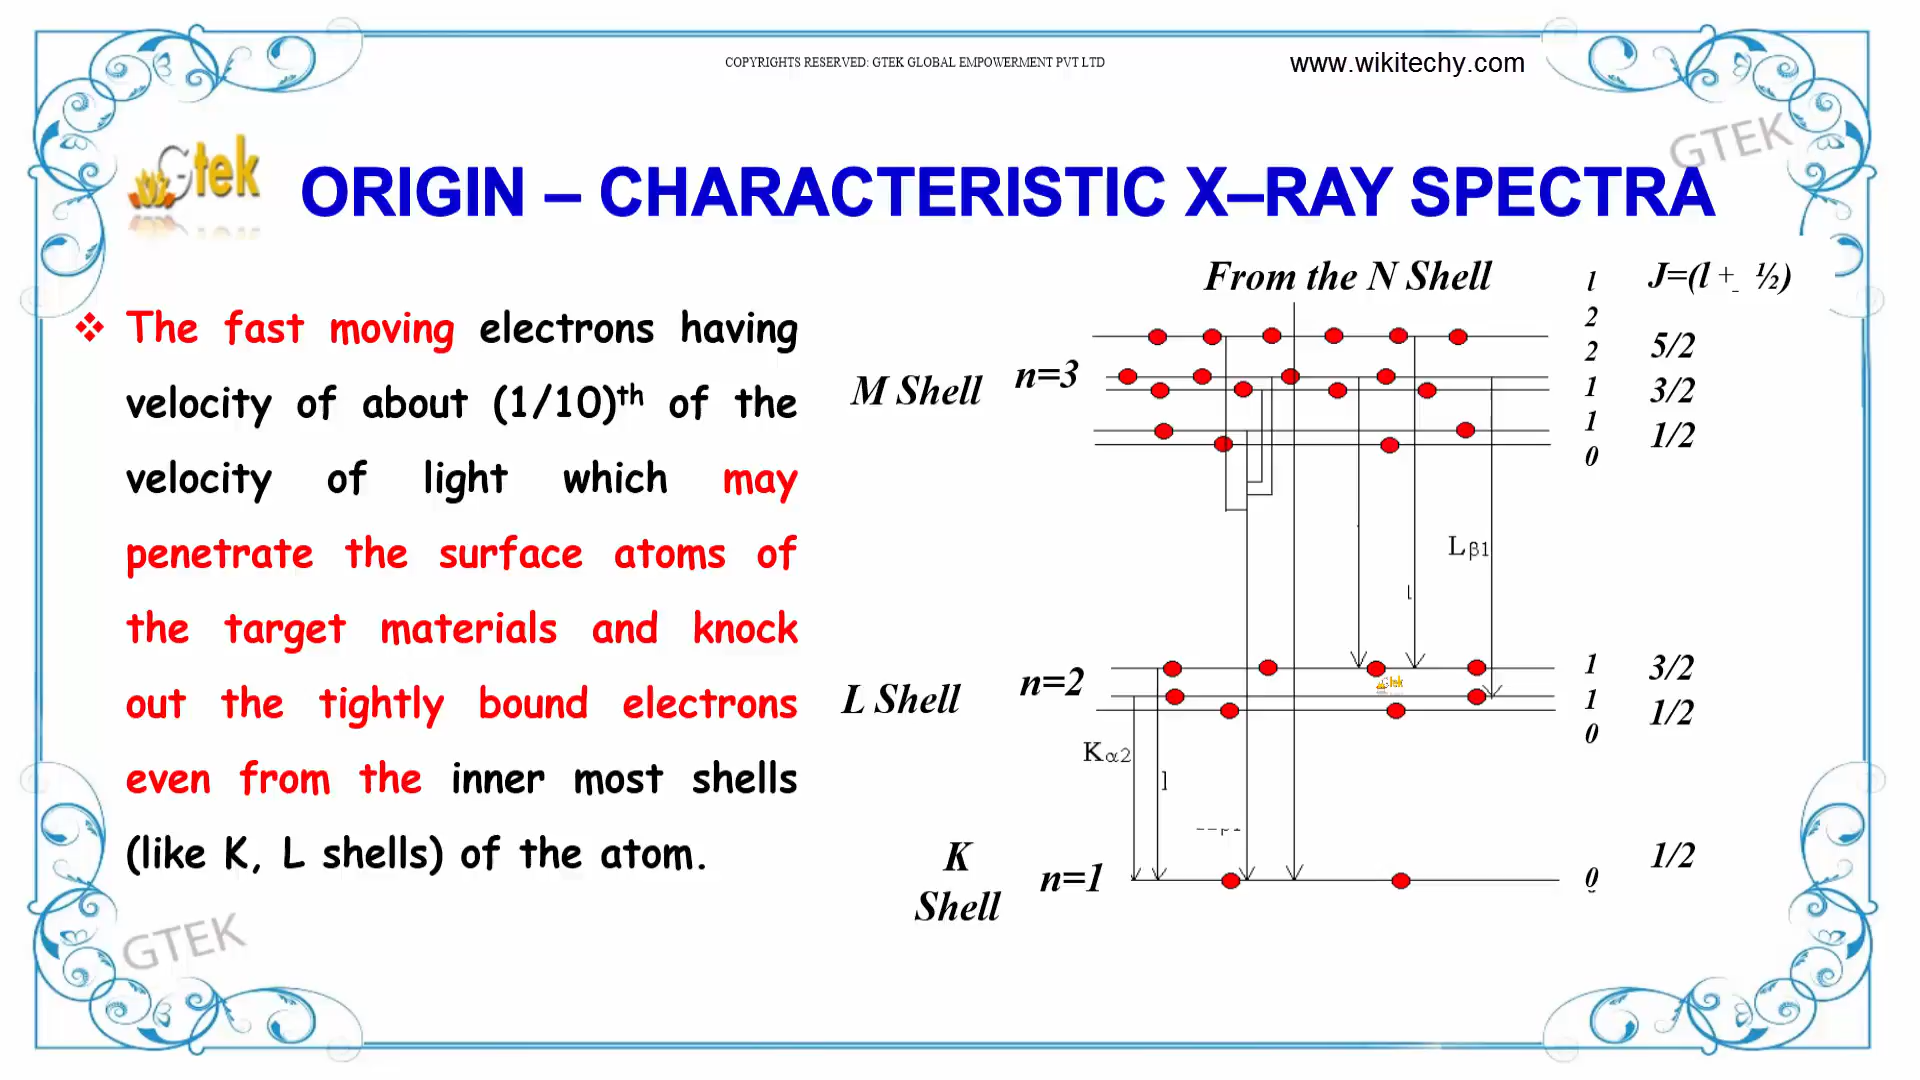 COPYRIGHTS RESERVED: GTEK GLOBAL EMPOWERMENT PVT LTD
www.wikitechy.com
GTEK
Gtek
ORIGIN – CHARACTERISTIC X–RAY SPECTRA
❖ The fast moving electrons having
velocity of about (1/10)th of the
velocity of light which may
penetrate the surface atoms of
the target materials and knock
out the tightly bound electrons
even from the inner most shells
(like K, L shells) of the atom.
From the N Shell
l
J=(l + ½)
2
2
5/2
M Shell
n=3
1
3/2
1
1/2
0
Lβ1
L Shell
n=2
1
3/2
1
1/2
0
Gtek
Kα2
K
Shell
n=1
0
1/2
GTEK